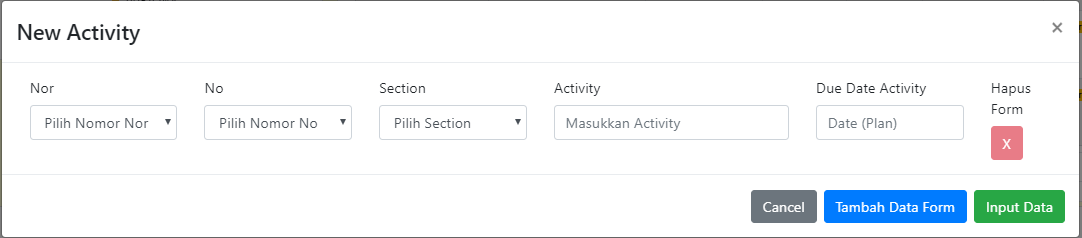 New Activity
×
Nor
No
Section
Activity
Due Date Activity
Hapus
Form
Pilih Nomor Nor
Pilih Nomor No
Pilih Section
Masukkan Activity
Date (Plan)
X
Cancel
Tambah Data Form
Input Data